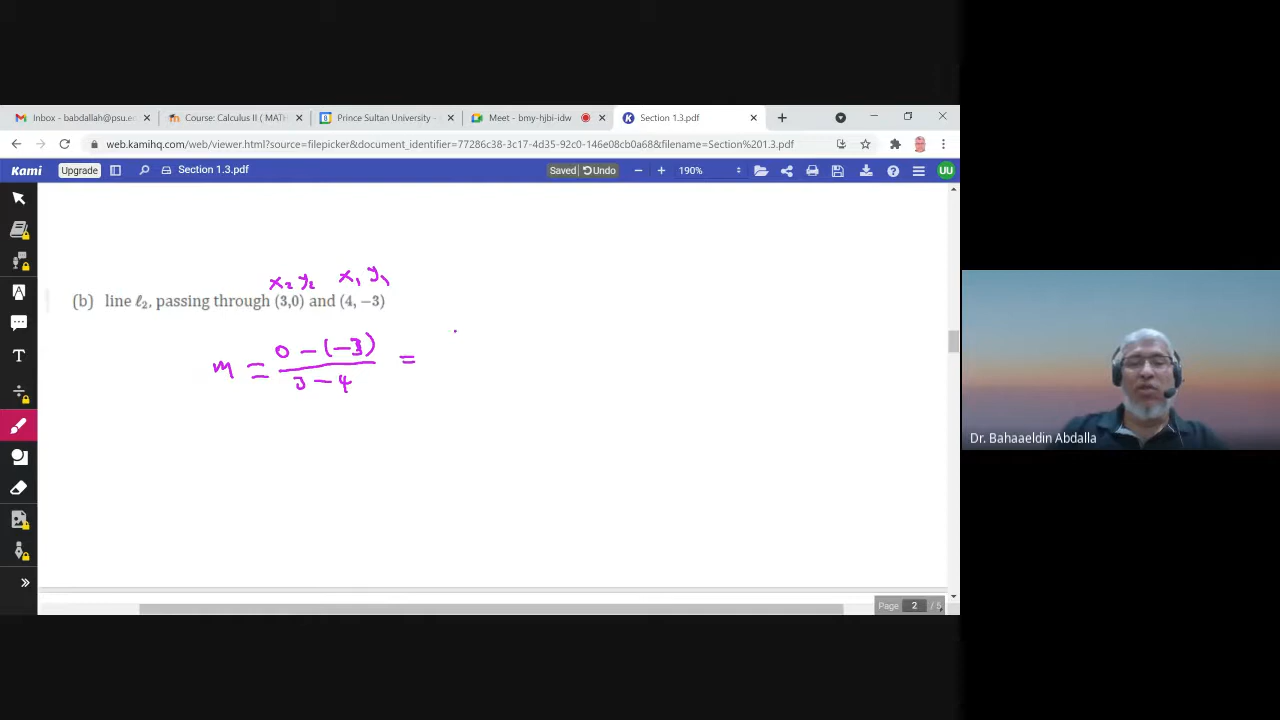 Inbox - babdallah@psu.e
Course: Calculus II ( MATH
Prince Sultan University -
Meet - bmy-hjbi-idw
Section 1.3.pdf
web.kamihq.com/web/viewer.html?source=filepicker&document_identifier=77286c38-3c17-4d35-92c0-146e08cb0a68&filename=Section%201.3.pdf
Kami Upgrade Section 1.3.pdf Saved Undo 190% UU
x₂ y₂ x₁ y₁
(b) line ℓ₂, passing through (3,0) and (4, −3)
m = (0 − (−3)) / (3 − 4) =
Dr. Bahaaeldin Abdalla
Page 2 / 5